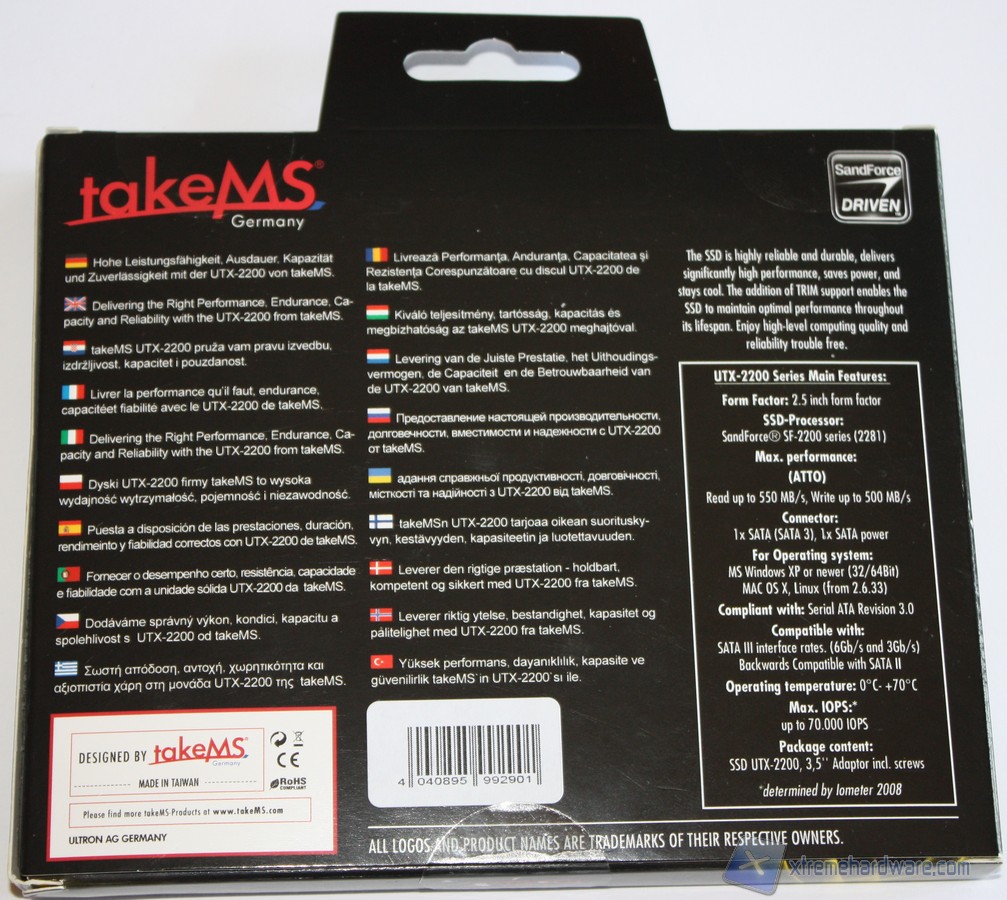 takeMS®
Germany
SandForce
DRIVEN
Hohe Leistungsfähigkeit, Ausdauer, Kapazität
und Zuverlässigkeit mit der UTX-2200 von takeMS.
Delivering the Right Performance, Endurance, Ca-
pacity and Reliability with the UTX-2200 from takeMS.
takeMS UTX-2200 pruža vam pravu izvedbu,
izdržljivost, kapacitet i pouzdanost.
Livrer la performance qu'il faut, endurance,
capacitéet fiabilité avec le UTX-2200 de takeMS.
Delivering the Right Performance, Endurance, Ca-
pacity and Reliability with the UTX-2200 from takeMS.
Dyski UTX-2200 firmy takeMS to wysoka
wydajność wytrzymałość, pojemność i niezawodność.
Puesta a disposición de las prestaciones, duración,
rendimeinto y fiabilidad correctos con UTX-2200 de takeMS.
Fornecer o desempenho certo, resistência, capacidade
e fiabilidade com a unidade sólida UTX-2200 da takeMS.
Dodáváme správný výkon, kondici, kapacitu a
spolehlivost s UTX-2200 od takeMS.
Σωστή απόδοση, αντοχή, χωρητικότητα και
αξιοπιστία χάρη στη μονάδα UTX-2200 της takeMS.
Livrează Performanța, Anduranța, Capacitatea și
Rezistența Corespunzătoare cu discul UTX-2200 de
la takeMS.
Kiváló teljesítmény, tartósság, kapacitás és
megbízhatóság az takeMS UTX-2200 meghajtóval.
Levering van de Juiste Prestatie, het Uithoudings-
vermogen, de Capaciteit en de Betrouwbaarheid van
de UTX-2200 van takeMS.
Предоставление настоящей производительности,
долговечности, вместимости и надежности с UTX-2200
от takeMS.
адання справжньої продуктивності, довговічності,
місткості та надійності з UTX-2200 від takeMS.
takeMSn UTX-2200 tarjoaa oikean suoritusky-
vyn, kestävyyden, kapasiteetin ja luotettavuuden.
Leverer den rigtige præstation - holdbart,
kompetent og sikkert med UTX-2200 fra takeMS.
Leverer riktig ytelse, bestandighet, kapasitet og
pålitelighet med UTX-2200 fra takeMS.
Yüksek performans, dayanıklılık, kapasite ve
güvenilirlik takeMS'in UTX-2200'sı ile.
The SSD is highly reliable and durable, delivers
significantly high performance, saves power, and
stays cool. The addition of TRIM support enables the
SSD to maintain optimal performance throughout
its lifespan. Enjoy high-level computing quality and
reliability trouble free.
UTX-2200 Series Main Features:
Form Factor: 2.5 inch form factor
SSD-Processor:
SandForce® SF-2200 series (2281)
Max. performance:
(ATTO)
Read up to 550 MB/s, Write up to 500 MB/s
Connector:
1x SATA (SATA 3), 1x SATA power
For Operating system:
MS Windows XP or newer (32/64Bit)
MAC OS X, Linux (from 2.6.33)
Compliant with: Serial ATA Revision 3.0
Compatible with:
SATA III interface rates. (6Gb/s and 3Gb/s)
Backwards Compatible with SATA II
Operating temperature: 0°C- +70°C
Max. IOPS:*
up to 70.000 IOPS
Package content:
SSD UTX-2200, 3,5'' Adaptor incl. screws
*determined by Iometer 2008
DESIGNED BY takeMS
Germany
MADE IN TAIWAN
CE
RoHS
COMPLIANT
Please find more takeMS-Products at www.takeMS.com
ULTRON AG GERMANY
4 040895 992901
ALL LOGOS AND PRODUCT NAMES ARE TRADEMARKS OF THEIR RESPECTIVE OWNERS.
xtremehardware.com